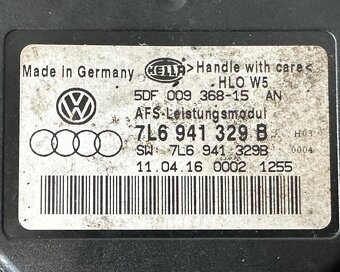 Made in Germany HELLA >Handle with care<
HLO W5
5DF 009 368-15 AN
AFS-Leistungsmodul
7L6 941 329 B H03
SW: 7L6 941 329B 0004
11.04.16 0002 1255